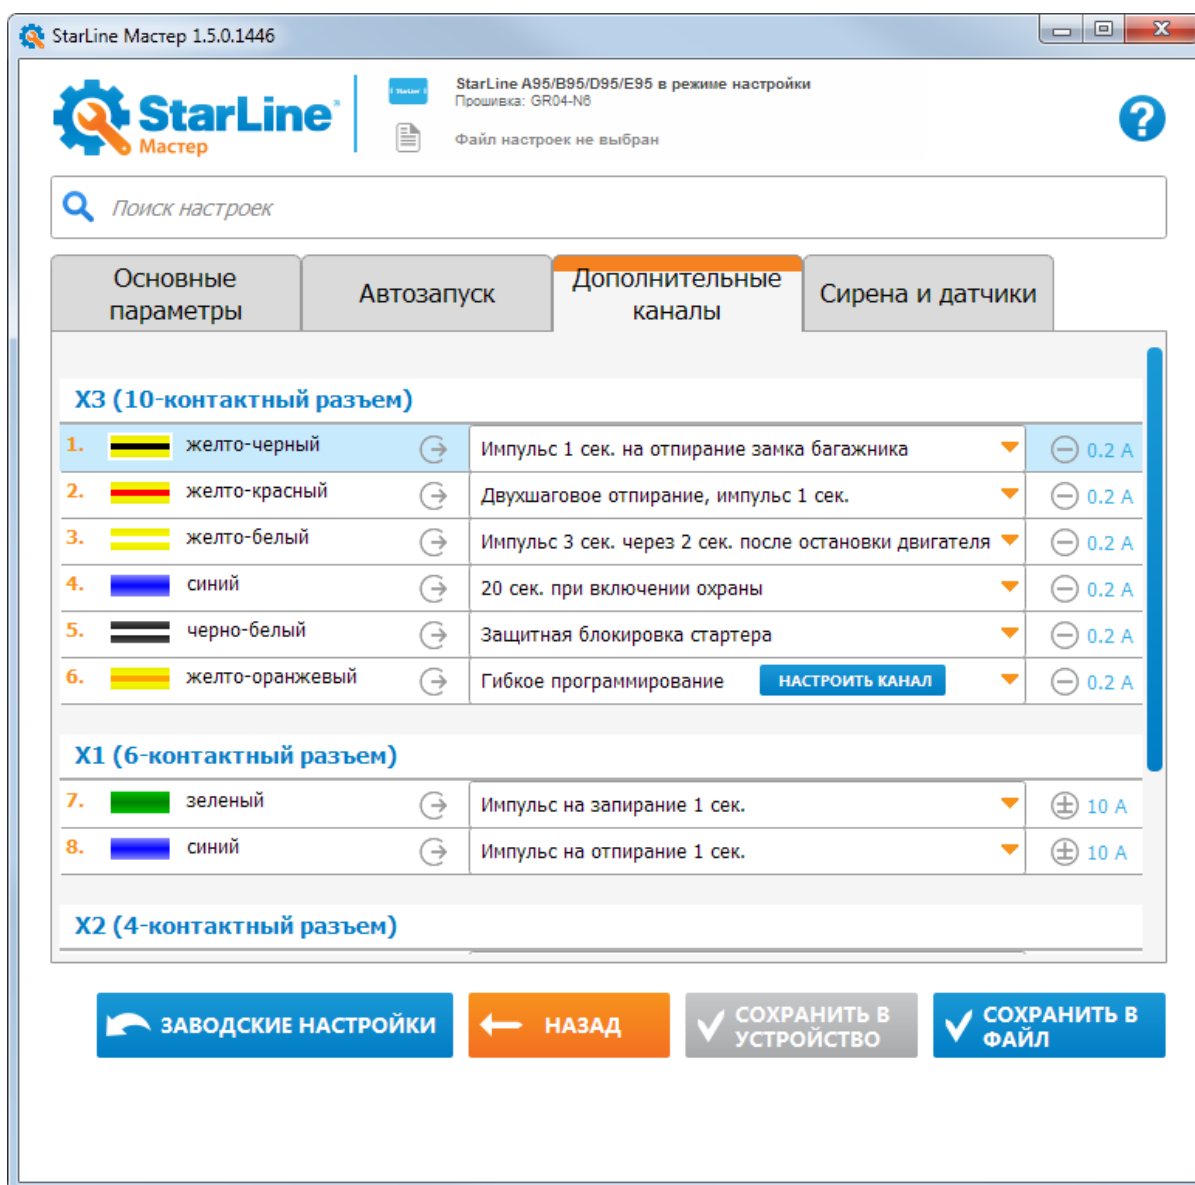 StarLine Мастер 1.5.0.1446
StarLine
Мастер
StarLine A95/B95/D95/E95 в режиме настройки
Прошивка: GR04-N6
Файл настроек не выбран
?
Поиск настроек
Основные параметры
Автозапуск
Дополнительные каналы
Сирена и датчики
X3 (10-контактный разъем)
1. желто-черный Импульс 1 сек. на отпирание замка багажника 0.2 A
2. желто-красный Двухшаговое отпирание, импульс 1 сек. 0.2 A
3. желто-белый Импульс 3 сек. через 2 сек. после остановки двигателя 0.2 A
4. синий 20 сек. при включении охраны 0.2 A
5. черно-белый Защитная блокировка стартера 0.2 A
6. желто-оранжевый Гибкое программирование НАСТРОИТЬ КАНАЛ 0.2 A
X1 (6-контактный разъем)
7. зеленый Импульс на запирание 1 сек. 10 A
8. синий Импульс на отпирание 1 сек. 10 A
X2 (4-контактный разъем)
ЗАВОДСКИЕ НАСТРОЙКИ
НАЗАД
СОХРАНИТЬ В УСТРОЙСТВО
СОХРАНИТЬ В ФАЙЛ